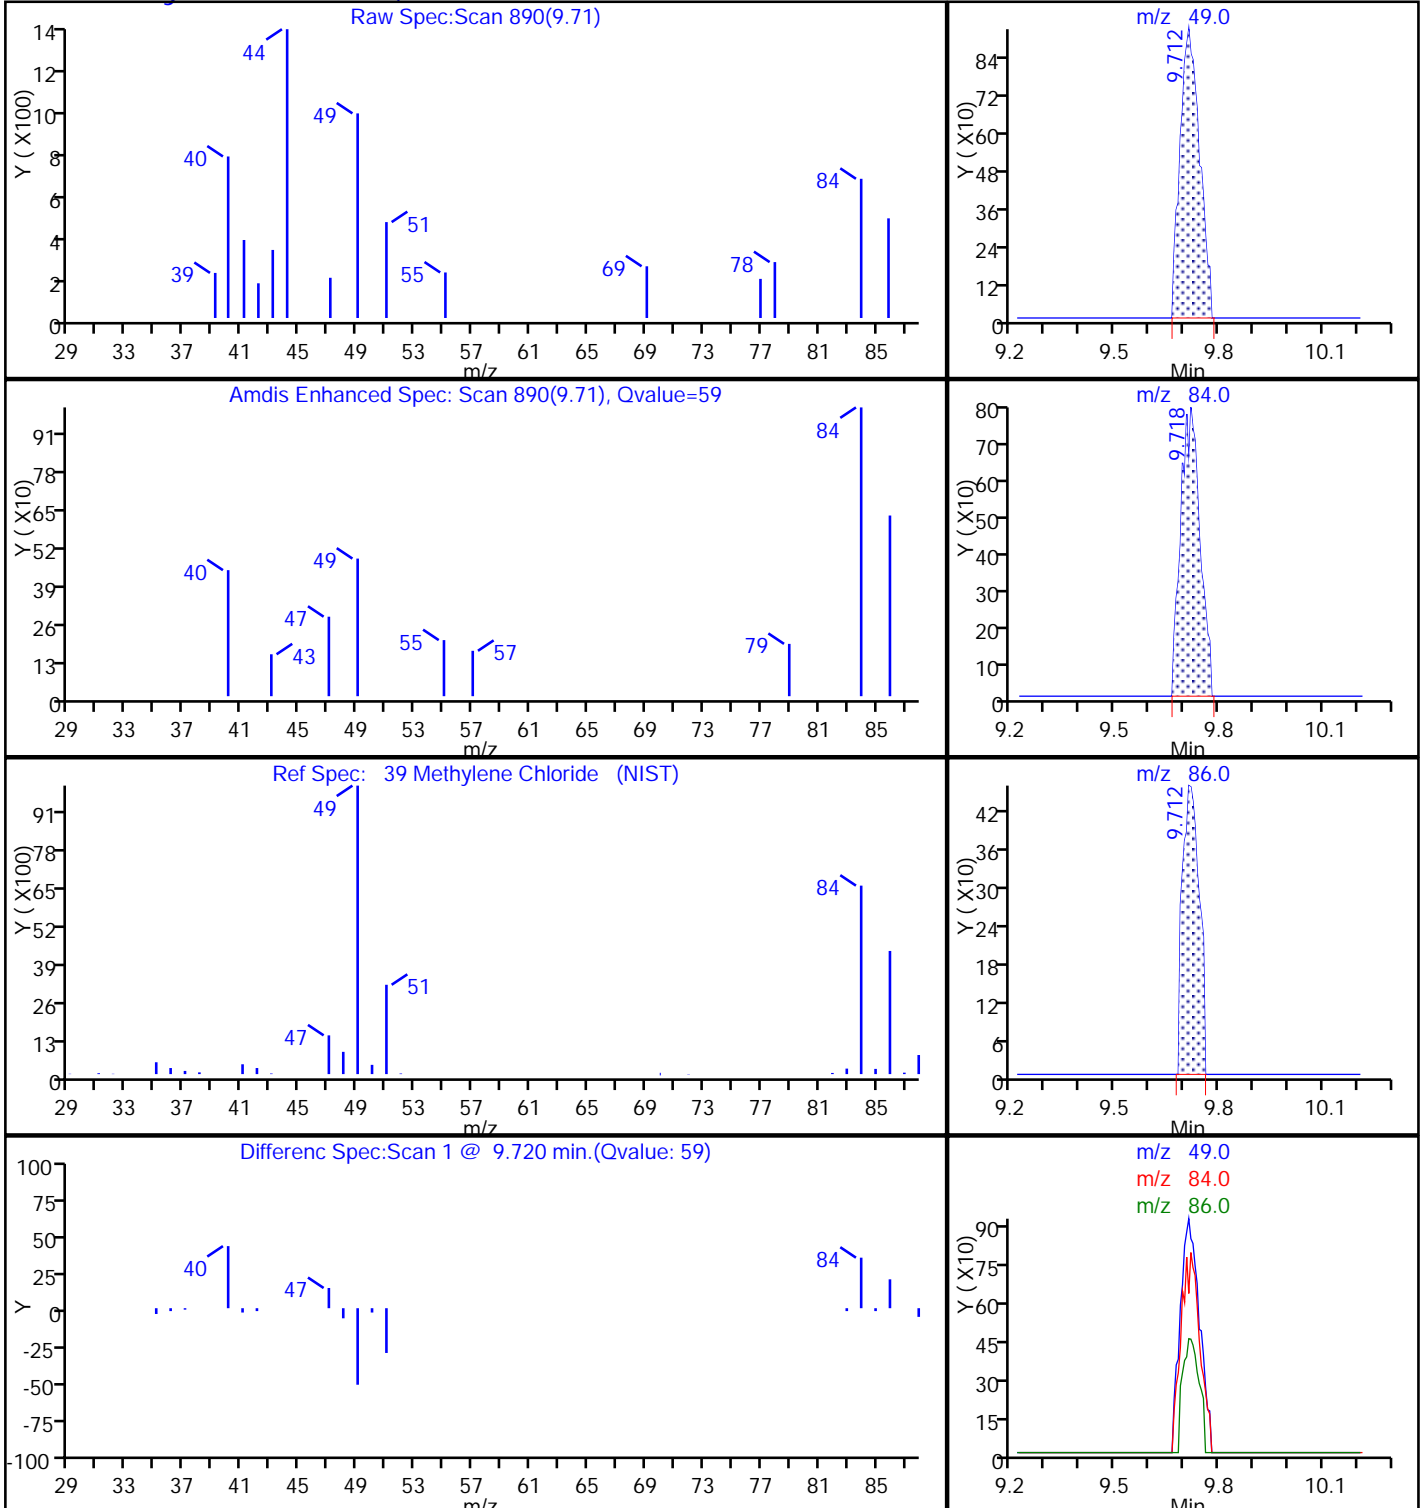 Raw Spec:Scan 890(9.71)
Y ( X100)
14
12
10
8
6
4
2
0
44
49
40
84
51
39
55
69
78
29 33 37 41 45 49 53 57 61 65 69 73 77 81 85
m/z
m/z 49.0
Y ( X10)
84
72
60
48
36
24
12
0
9.712
9.2 9.5 9.8 10.1
Min
Amdis Enhanced Spec: Scan 890(9.71), Qvalue=59
Y ( X10)
91
78
65
52
39
26
13
0
84
49
40
47
43
55
57
79
29 33 37 41 45 49 53 57 61 65 69 73 77 81 85
m/z
m/z 84.0
Y ( X10)
80
70
60
50
40
30
20
10
0
9.718
9.2 9.5 9.8 10.1
Min
Ref Spec: 39 Methylene Chloride (NIST)
Y ( X100)
91
78
65
52
39
26
13
0
49
84
51
47
29 33 37 41 45 49 53 57 61 65 69 73 77 81 85
m/z
m/z 86.0
Y ( X10)
42
36
30
24
18
12
6
0
9.712
9.2 9.5 9.8 10.1
Min
Differenc Spec:Scan 1 @ 9.720 min.(Qvalue: 59)
Y
100
75
50
25
0
-25
-50
-75
-100
40
47
84
29 33 37 41 45 49 53 57 61 65 69 73 77 81 85
m/z
m/z 49.0
m/z 84.0
m/z 86.0
Y ( X10)
90
75
60
45
30
15
0
9.2 9.5 9.8 10.1
Min